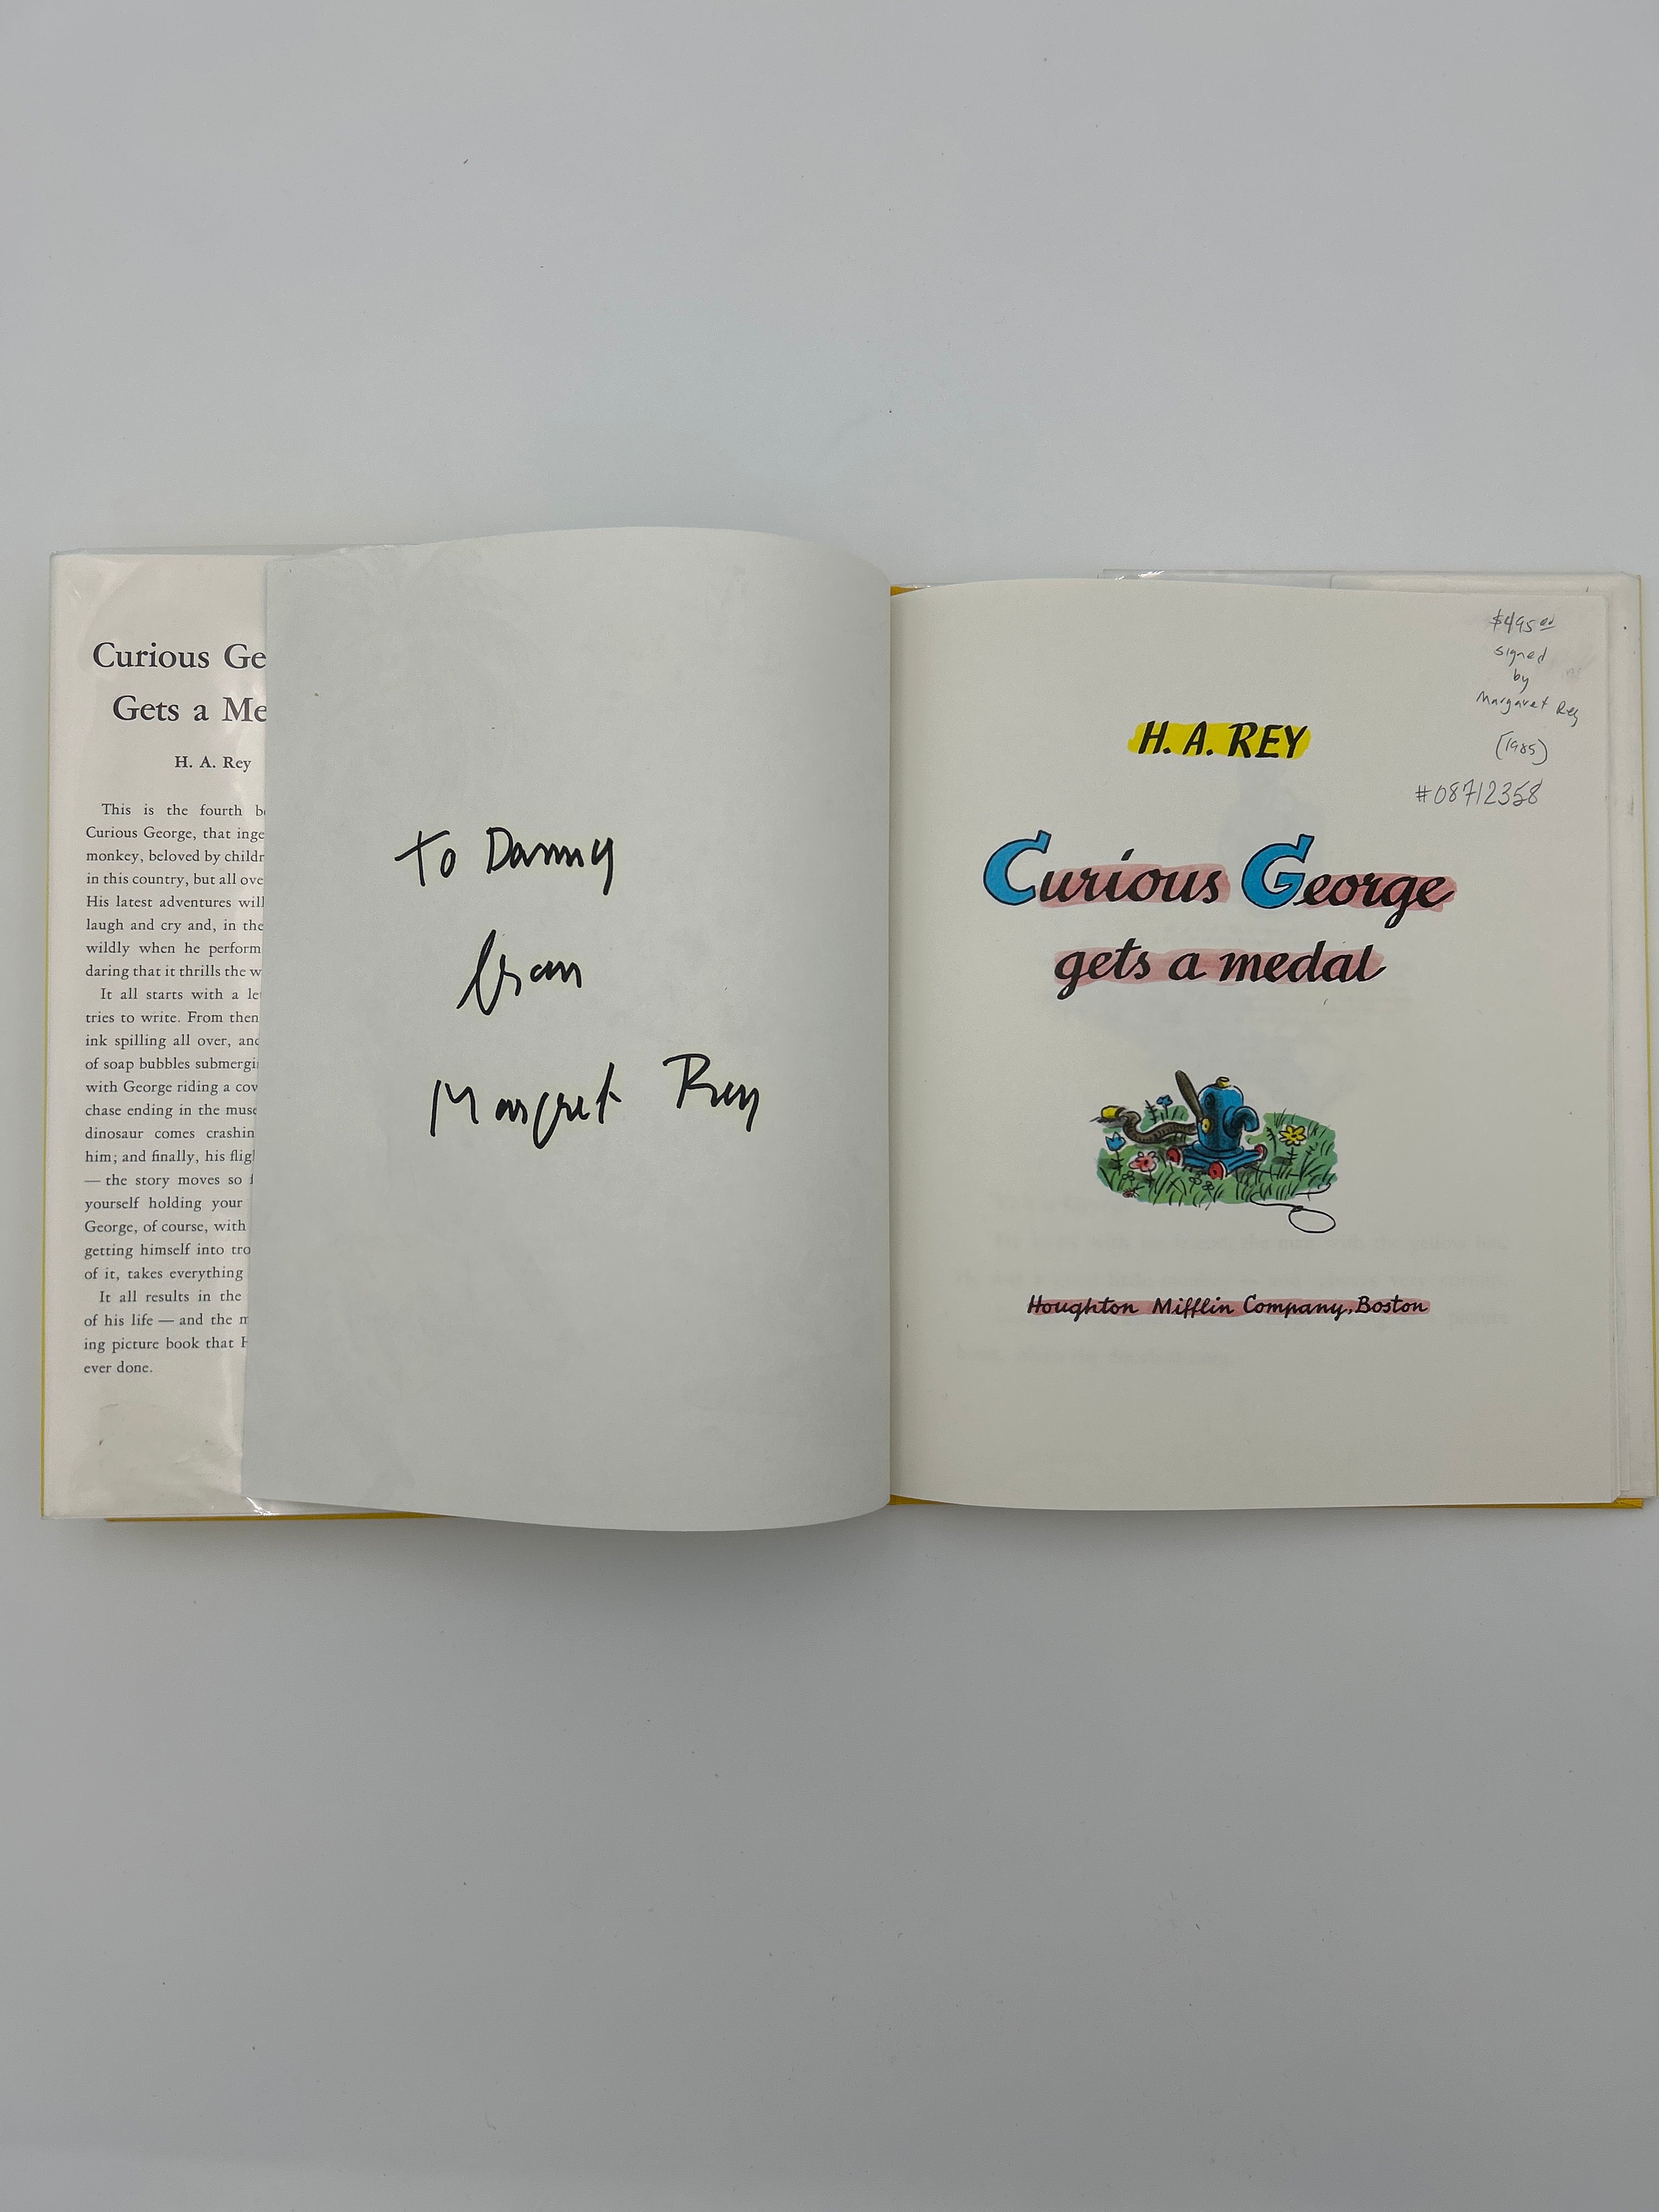 Curious Ge
Gets a Me
H. A. Rey
This is the fourth b
Curious George, that inge
monkey, beloved by childr
in this country, but all ove
His latest adventures will
laugh and cry and, in the
wildly when he perform
daring that it thrills the w
It all starts with a le
tries to write. From then
ink spilling all over, and
of soap bubbles submergi
with George riding a cov
chase ending in the muse
dinosaur comes crashin
him; and finally, his flig
— the story moves so f
yourself holding your
George, of course, with
getting himself into tro
of it, takes everything
It all results in the
of his life — and the m
ing picture book that H
ever done.
To Danny
from
Margret Rey
$495.00
signed
by
Margaret Rey
(1985)
#08712358
H. A. REY
Curious George
gets a medal
Houghton Mifflin Company, Boston